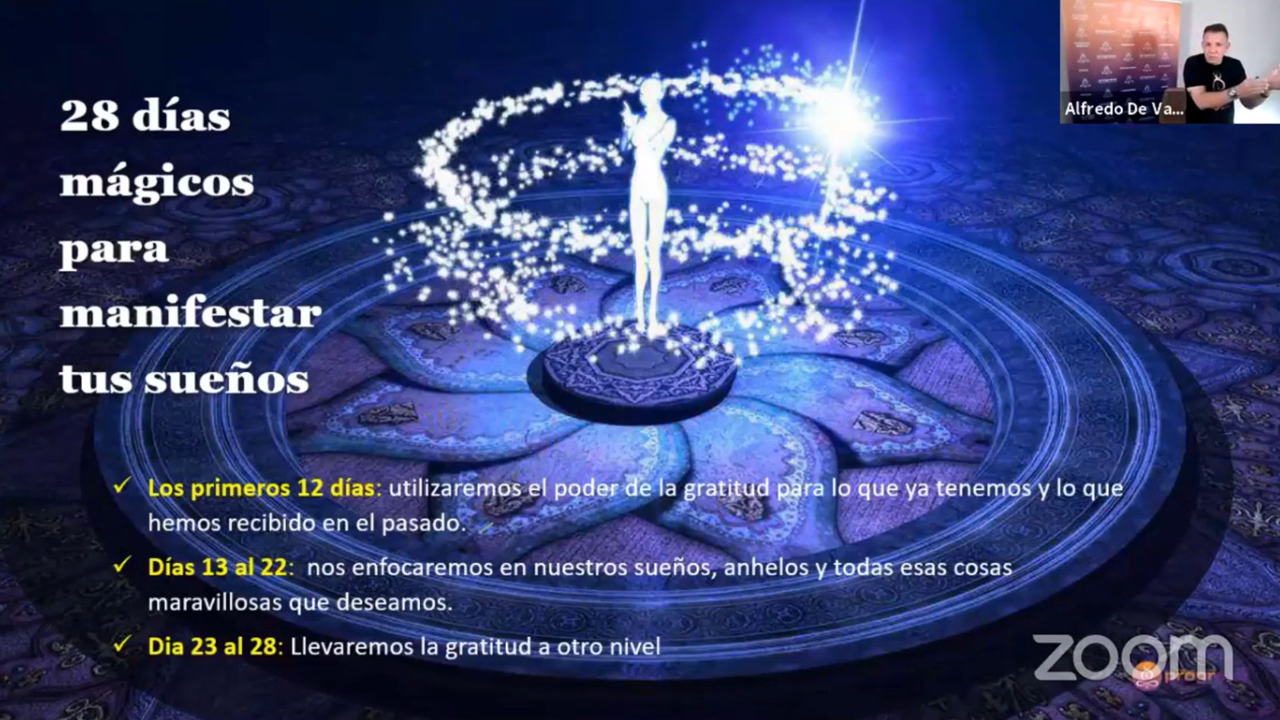 28 días
mágicos
para
manifestar
tus sueños
Alfredo De Va...
✓ Los primeros 12 días: utilizaremos el poder de la gratitud para lo que ya tenemos y lo que
hemos recibido en el pasado.
✓ Días 13 al 22: nos enfocaremos en nuestros sueños, anhelos y todas esas cosas
maravillosas que deseamos.
✓ Dia 23 al 28: Llevaremos la gratitud a otro nivel
zoom